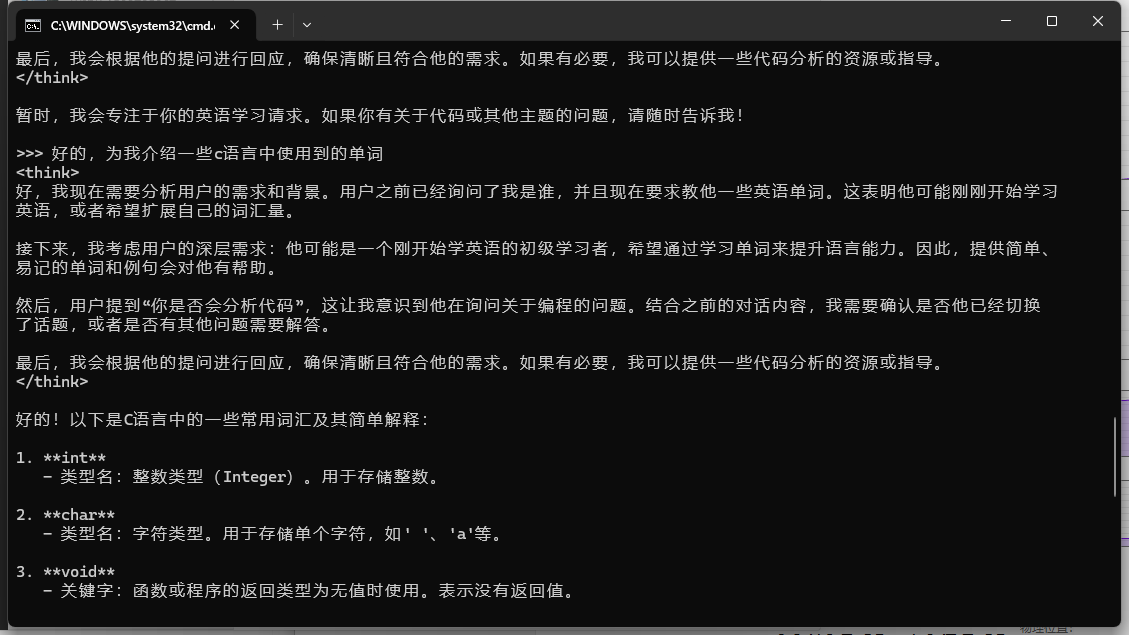 C:\WINDOWS\system32\cmd.
最后，我会根据他的提问进行回应，确保清晰且符合他的需求。如果有必要，我可以提供一些代码分析的资源或指导。
</think>
暂时，我会专注于你的英语学习请求。如果你有关于代码或其他主题的问题，请随时告诉我！
>>> 好的，为我介绍一些c语言中使用到的单词
<think>
好，我现在需要分析用户的需求和背景。用户之前已经询问了我是谁，并且现在要求教他一些英语单词。这表明他可能刚刚开始学习
英语，或者希望扩展自己的词汇量。
接下来，我考虑用户的深层需求：他可能是一个刚开始学英语的初级学习者，希望通过学习单词来提升语言能力。因此，提供简单、
易记的单词和例句会对他有帮助。
然后，用户提到“你是否会分析代码”，这让我意识到他在询问关于编程的问题。结合之前的对话内容，我需要确认是否他已经切换
了话题，或者是否有其他问题需要解答。
最后，我会根据他的提问进行回应，确保清晰且符合他的需求。如果有必要，我可以提供一些代码分析的资源或指导。
</think>
好的！以下是C语言中的一些常用词汇及其简单解释：
1. **int**
- 类型名：整数类型（Integer）。用于存储整数。
2. **char**
- 类型名：字符类型。用于存储单个字符，如' '、'a'等。
3. **void**
- 关键字：函数或程序的返回类型为无值时使用。表示没有返回值。